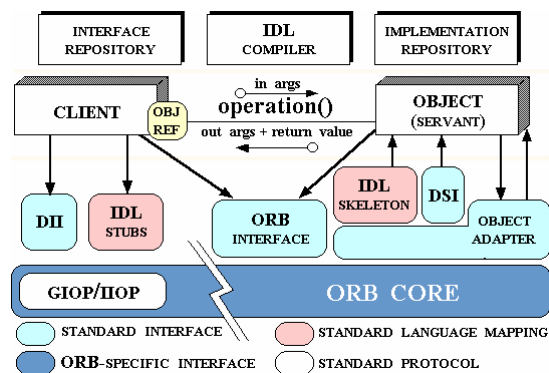 INTERFACE
REPOSITORY
IDL
COMPILER
IMPLEMENTATION
REPOSITORY
in args
CLIENT
OBJ
REF
operation()
out args + return value
OBJECT
(SERVANT)
DII
IDL
STUBS
ORB
INTERFACE
IDL
SKELETON
DSI
OBJECT
ADAPTER
GIOP/IIOP
ORB CORE
STANDARD INTERFACE
STANDARD LANGUAGE MAPPING
ORB-SPECIFIC INTERFACE
STANDARD PROTOCOL